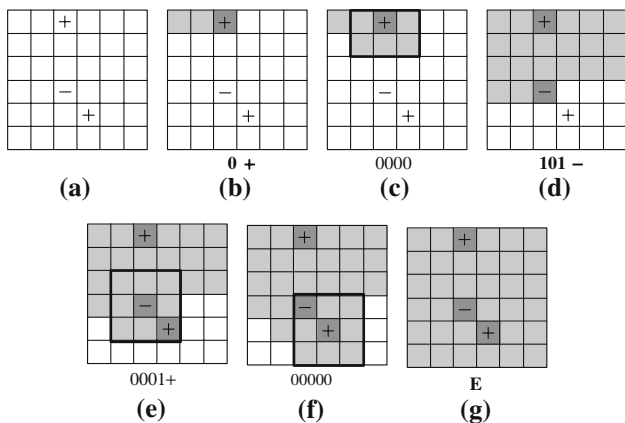 + + + +
− − − −
+ + + +
0 + 0000 101 −
(a) (b) (c) (d)
+ + +
− − −
+ + +
0001+ 00000 E
(e) (f) (g)